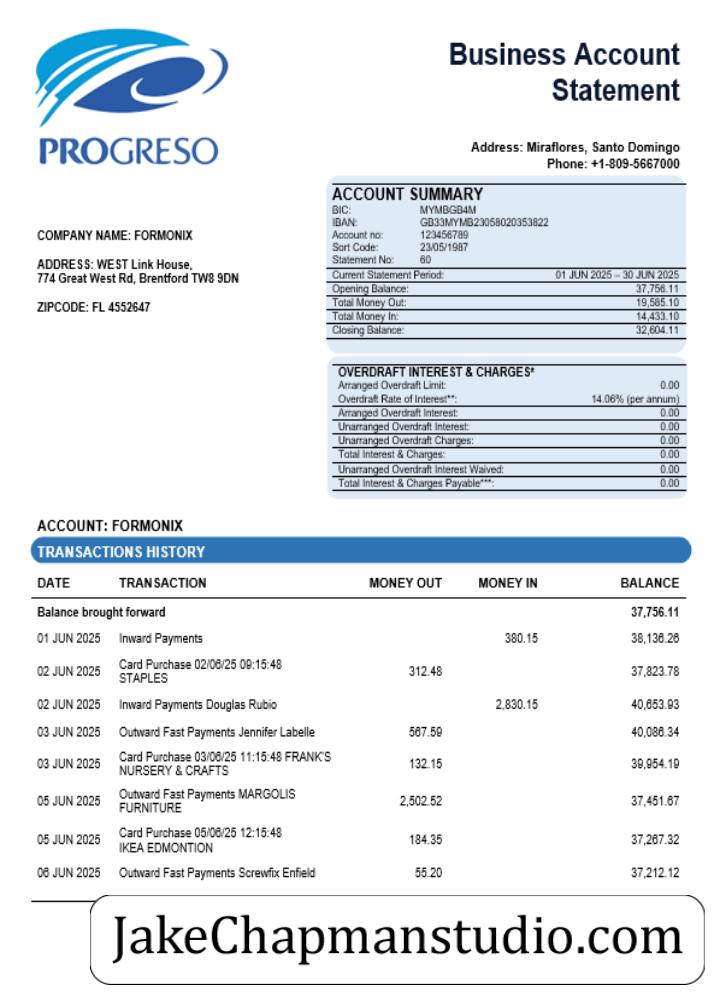 PROGRESO
Business Account
Statement
Address: Miraflores, Santo Domingo
Phone: +1-809-5667000
COMPANY NAME: FORMONIX
ADDRESS: WEST Link House,
774 Great West Rd, Brentford TW8 9DN
ZIPCODE: FL 4552647
ACCOUNT SUMMARY
BIC: MYMBGB4M
IBAN: GB33MYMB23058020353822
Account no: 123456789
Sort Code: 23/05/1987
Statement No: 60
Current Statement Period: 01 JUN 2025 – 30 JUN 2025
Opening Balance: 37,756.11
Total Money Out: 19,585.10
Total Money In: 14,433.10
Closing Balance: 32,604.11
OVERDRAFT INTEREST & CHARGES*
Arranged Overdraft Limit: 0.00
Overdraft Rate of Interest**: 14.06% (per annum)
Arranged Overdraft Interest: 0.00
Unarranged Overdraft Interest: 0.00
Unarranged Overdraft Charges: 0.00
Total Interest & Charges: 0.00
Unarranged Overdraft Interest Waived: 0.00
Total Interest & Charges Payable***: 0.00
ACCOUNT: FORMONIX
TRANSACTIONS HISTORY
DATE TRANSACTION MONEY OUT MONEY IN BALANCE
Balance brought forward 37,756.11
01 JUN 2025 Inward Payments 380.15 38,136.26
02 JUN 2025 Card Purchase 02/06/25 09:15:48
STAPLES 312.48 37,823.78
02 JUN 2025 Inward Payments Douglas Rubio 2,830.15 40,653.93
03 JUN 2025 Outward Fast Payments Jennifer Labelle 567.59 40,086.34
03 JUN 2025 Card Purchase 03/06/25 11:15:48 FRANK'S
NURSERY & CRAFTS 132.15 39,954.19
05 JUN 2025 Outward Fast Payments MARGOLIS
FURNITURE 2,502.52 37,451.67
05 JUN 2025 Card Purchase 05/06/25 12:15:48
IKEA EDMONTION 184.35 37,267.32
06 JUN 2025 Outward Fast Payments Screwfix Enfield 55.20 37,212.12
JakeChapmanstudio.com